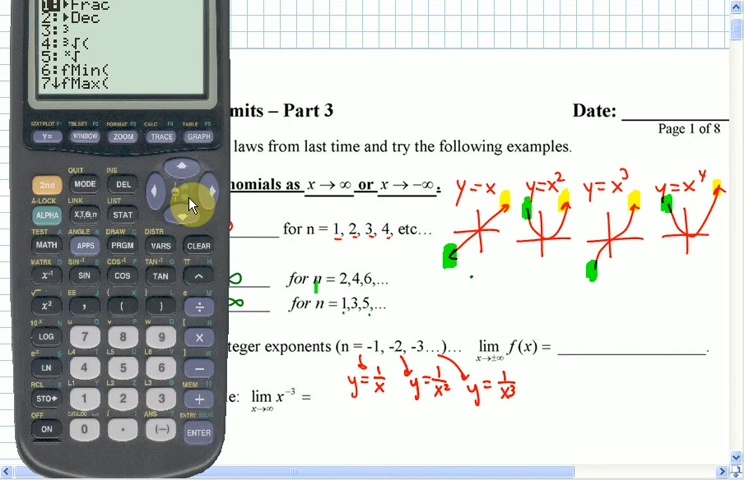 1:▶Frac
2:▶Dec
3:³
4:³√(
5:ˣ√
6:fMin(
7↓fMax(
STAT PLOT F1 TBLSET F2 FORMAT F3 CALC F4 TABLE F5
Y= WINDOW ZOOM TRACE GRAPH
QUIT INS
2nd MODE DEL
A-LOCK LINK LIST
ALPHA X,T,θ,n STAT
TEST A ANGLE B DRAW C DISTR
MATH APPS PRGM VARS CLEAR
MATRX D SIN⁻¹ E COS⁻¹ F TAN⁻¹ G π H
x⁻¹ SIN COS TAN ^
√ I EE J { K } L e M
x² , ( ) ÷
10ˣ N u O v P w Q [ R
LOG 7 8 9 ×
eˣ S L4 T L5 U L6 V ] W
LN 4 5 6 −
RCL X L1 Y L2 Z L3 θ MEM "
STO▶ 1 2 3 +
OFF CATALOG i : ANS ? ENTRY SOLVE
ON 0 . (−) ENTER
mits – Part 3 Date: ____
Page 1 of 8
laws from last time and try the following examples.
nomials as x → ∞ or x → −∞.
y=x y=x² y=x³ y=x⁴
for n = 1, 2, 3, 4, etc…
∞ for n = 2,4,6,...
∞ for n = 1,3,5,...
teger exponents (n = -1, -2, -3…)… lim f(x) = ____.
x→±∞
y=1/x y=1/x² y=1/x³
e: lim x⁻³ =
x→∞